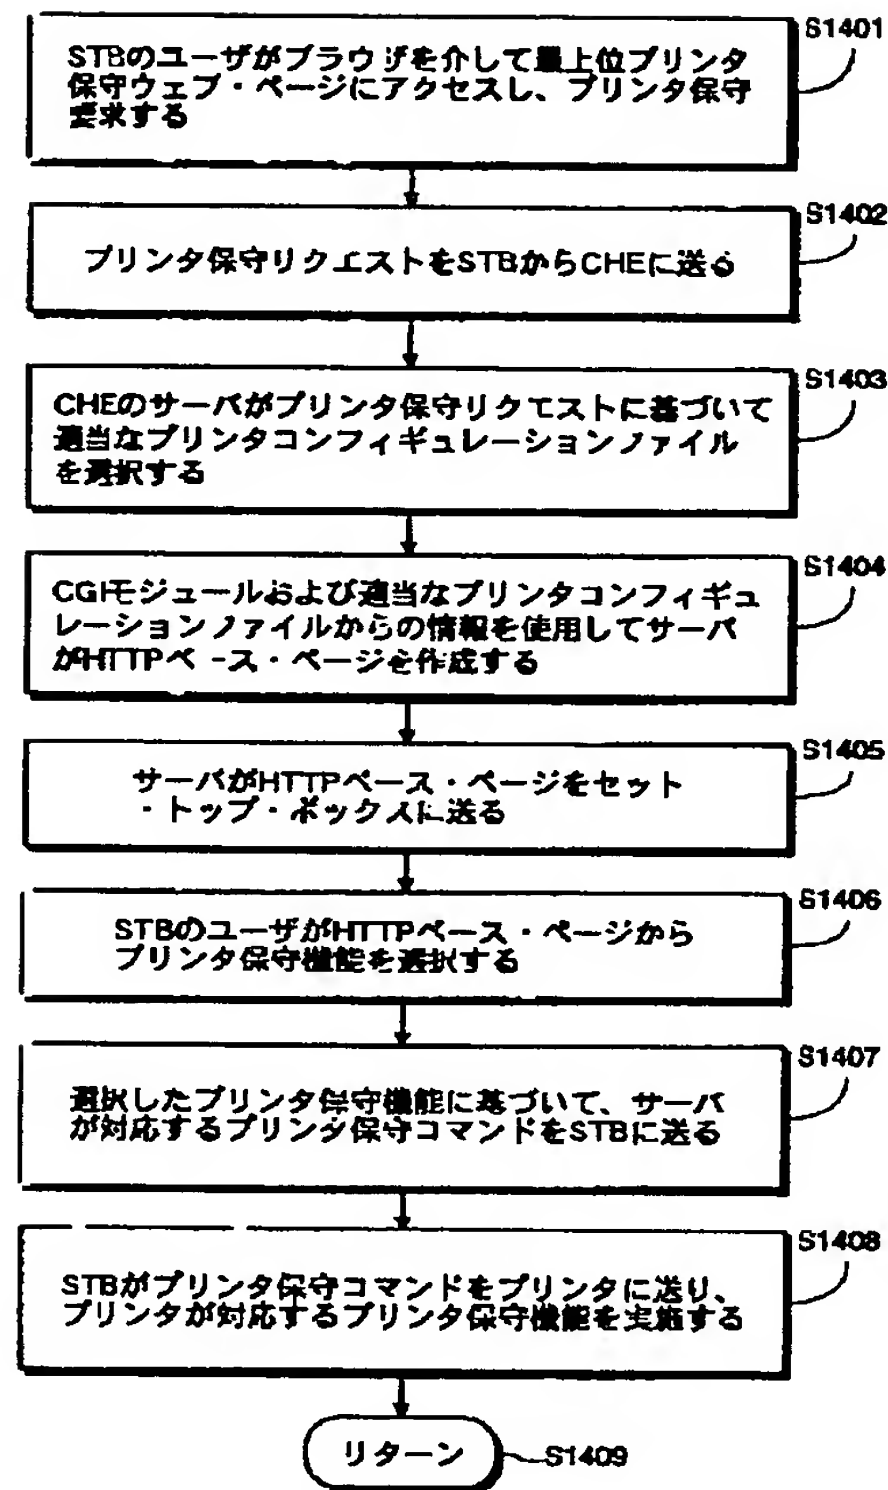 S1401
STBのユーザがブラウザを介して最上位プリンタ
保守ウェブ・ページにアクセスし、プリンタ保守
要求する
S1402
プリンタ保守リクエストをSTBからCHEに送る
S1403
CHEのサーバがプリンタ保守リクエストに基づいて
適当なプリンタコンフィギュレーションファイル
を選択する
S1404
CGIモジュールおよび適当なプリンタコンフィギュ
レーションファイルからの情報を使用してサーバ
がHTTPベース・ページを作成する
S1405
サーバがHTTPベース・ページをセット
・トップ・ボックスに送る
S1406
STBのユーザがHTTPベース・ページから
プリンタ保守機能を選択する
S1407
選択したプリンタ保守機能に基づいて、サーバ
が対応するプリンタ保守コマンドをSTBに送る
S1408
STBがプリンタ保守コマンドをプリンタに送り、
プリンタが対応するプリンタ保守機能を実施する
リターン
S1409